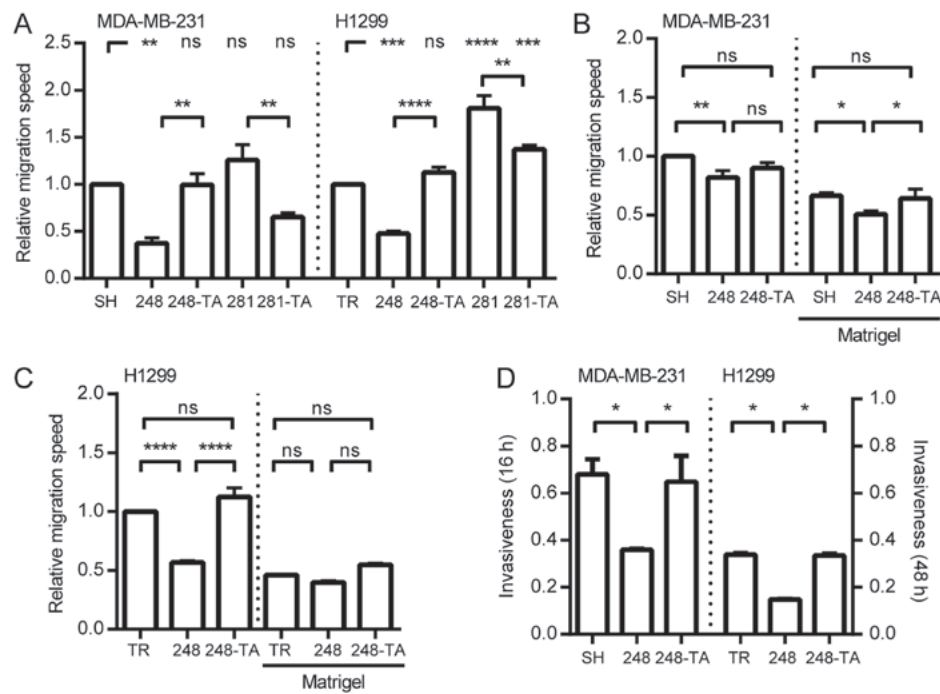 A
MDA-MB-231
H1299
Relative migration speed
2.0
1.5
1.0
0.5
0.0
** ns ns ns
** **
*** ns **** ***
**
****
SH 248 248-TA 281 281-TA
TR 248 248-TA 281 281-TA
B
MDA-MB-231
Relative migration speed
2.0
1.5
1.0
0.5
0.0
ns
** ns
ns
* *
SH 248 248-TA
SH 248 248-TA
Matrigel
C
H1299
Relative migration speed
2.0
1.5
1.0
0.5
0.0
ns
**** ****
ns
ns ns
TR 248 248-TA
TR 248 248-TA
Matrigel
D
MDA-MB-231
H1299
Invasiveness (16 h)
1.0
0.8
0.6
0.4
0.2
0.0
* *
* *
SH 248 248-TA
TR 248 248-TA
1.0
0.8
0.6
0.4
0.2
0.0
Invasiveness (48 h)